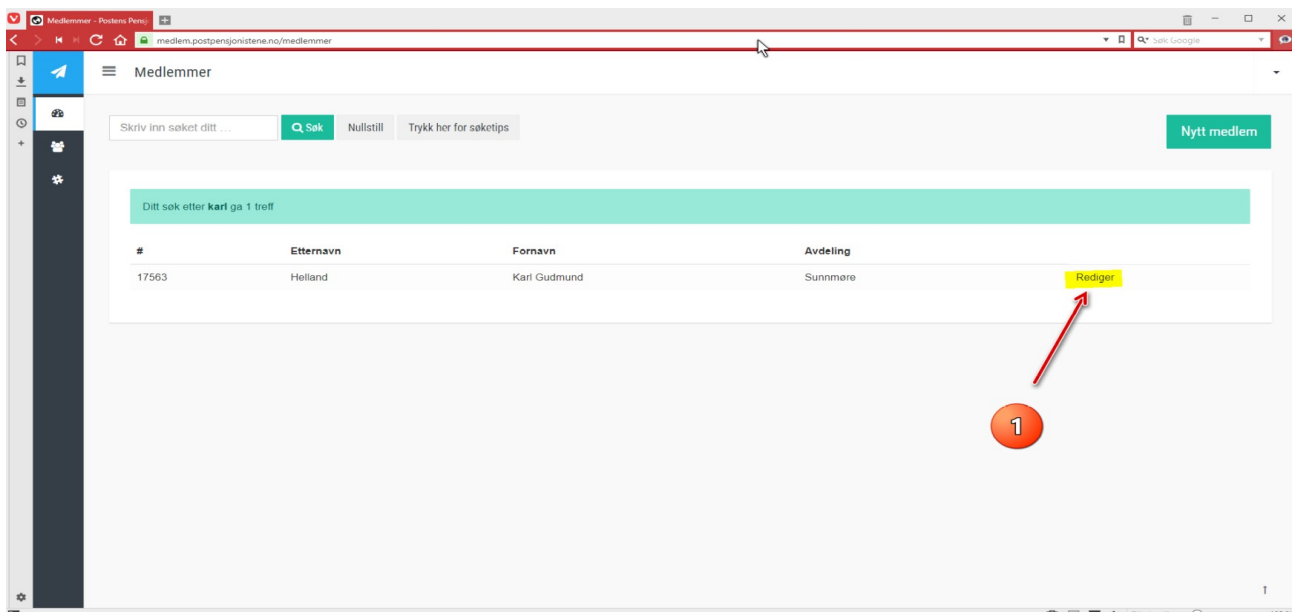 Medlemmer - Postens Pensj
medlem.postpensjonistene.no/medlemmer
Søk Google
Medlemmer
Skriv inn søket ditt ...
Søk
Nullstill
Trykk her for søketips
Nytt medlem
Ditt søk etter karl ga 1 treff
# Etternavn Fornavn Avdeling
17563 Helland Karl Gudmund Sunnmøre Rediger
1